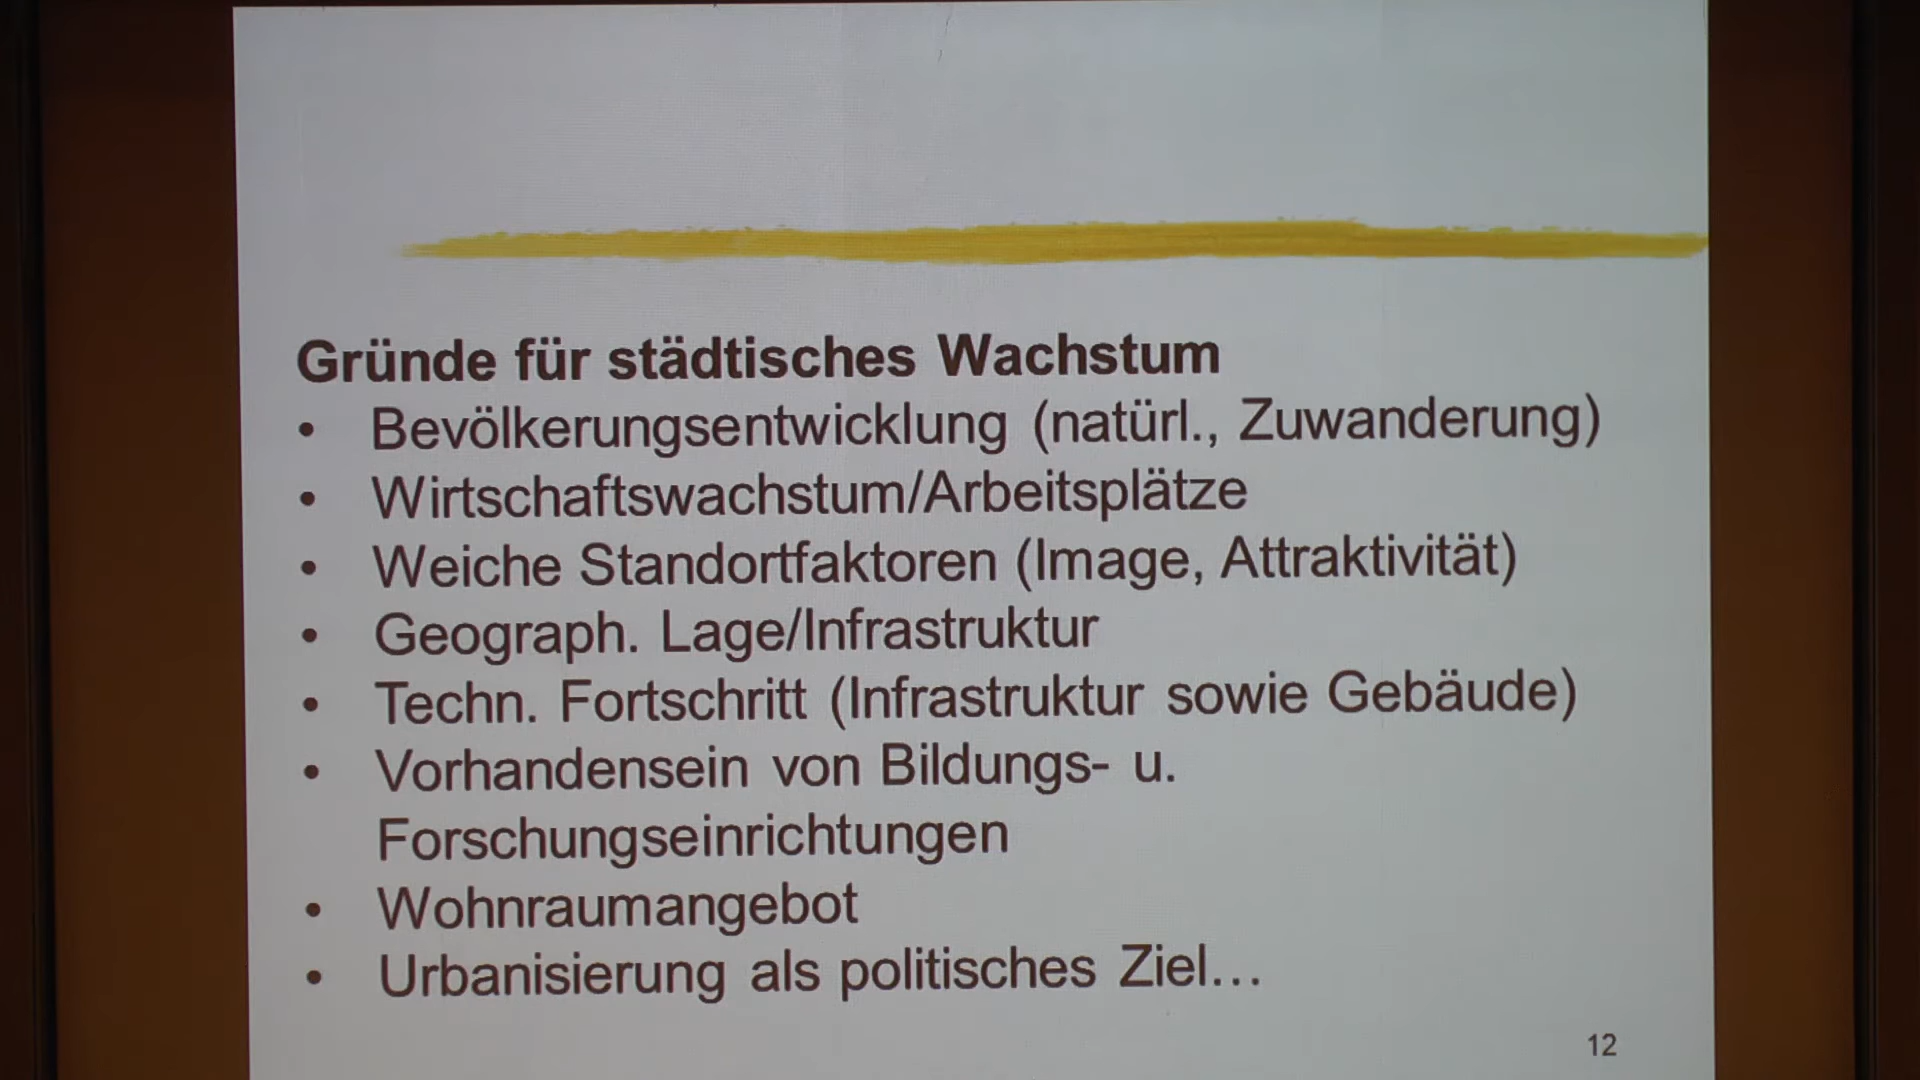 Gründe für städtisches Wachstum
• Bevölkerungsentwicklung (natürl., Zuwanderung)
• Wirtschaftswachstum/Arbeitsplätze
• Weiche Standortfaktoren (Image, Attraktivität)
• Geograph. Lage/Infrastruktur
• Techn. Fortschritt (Infrastruktur sowie Gebäude)
• Vorhandensein von Bildungs- u.
Forschungseinrichtungen
• Wohnraumangebot
• Urbanisierung als politisches Ziel...
12